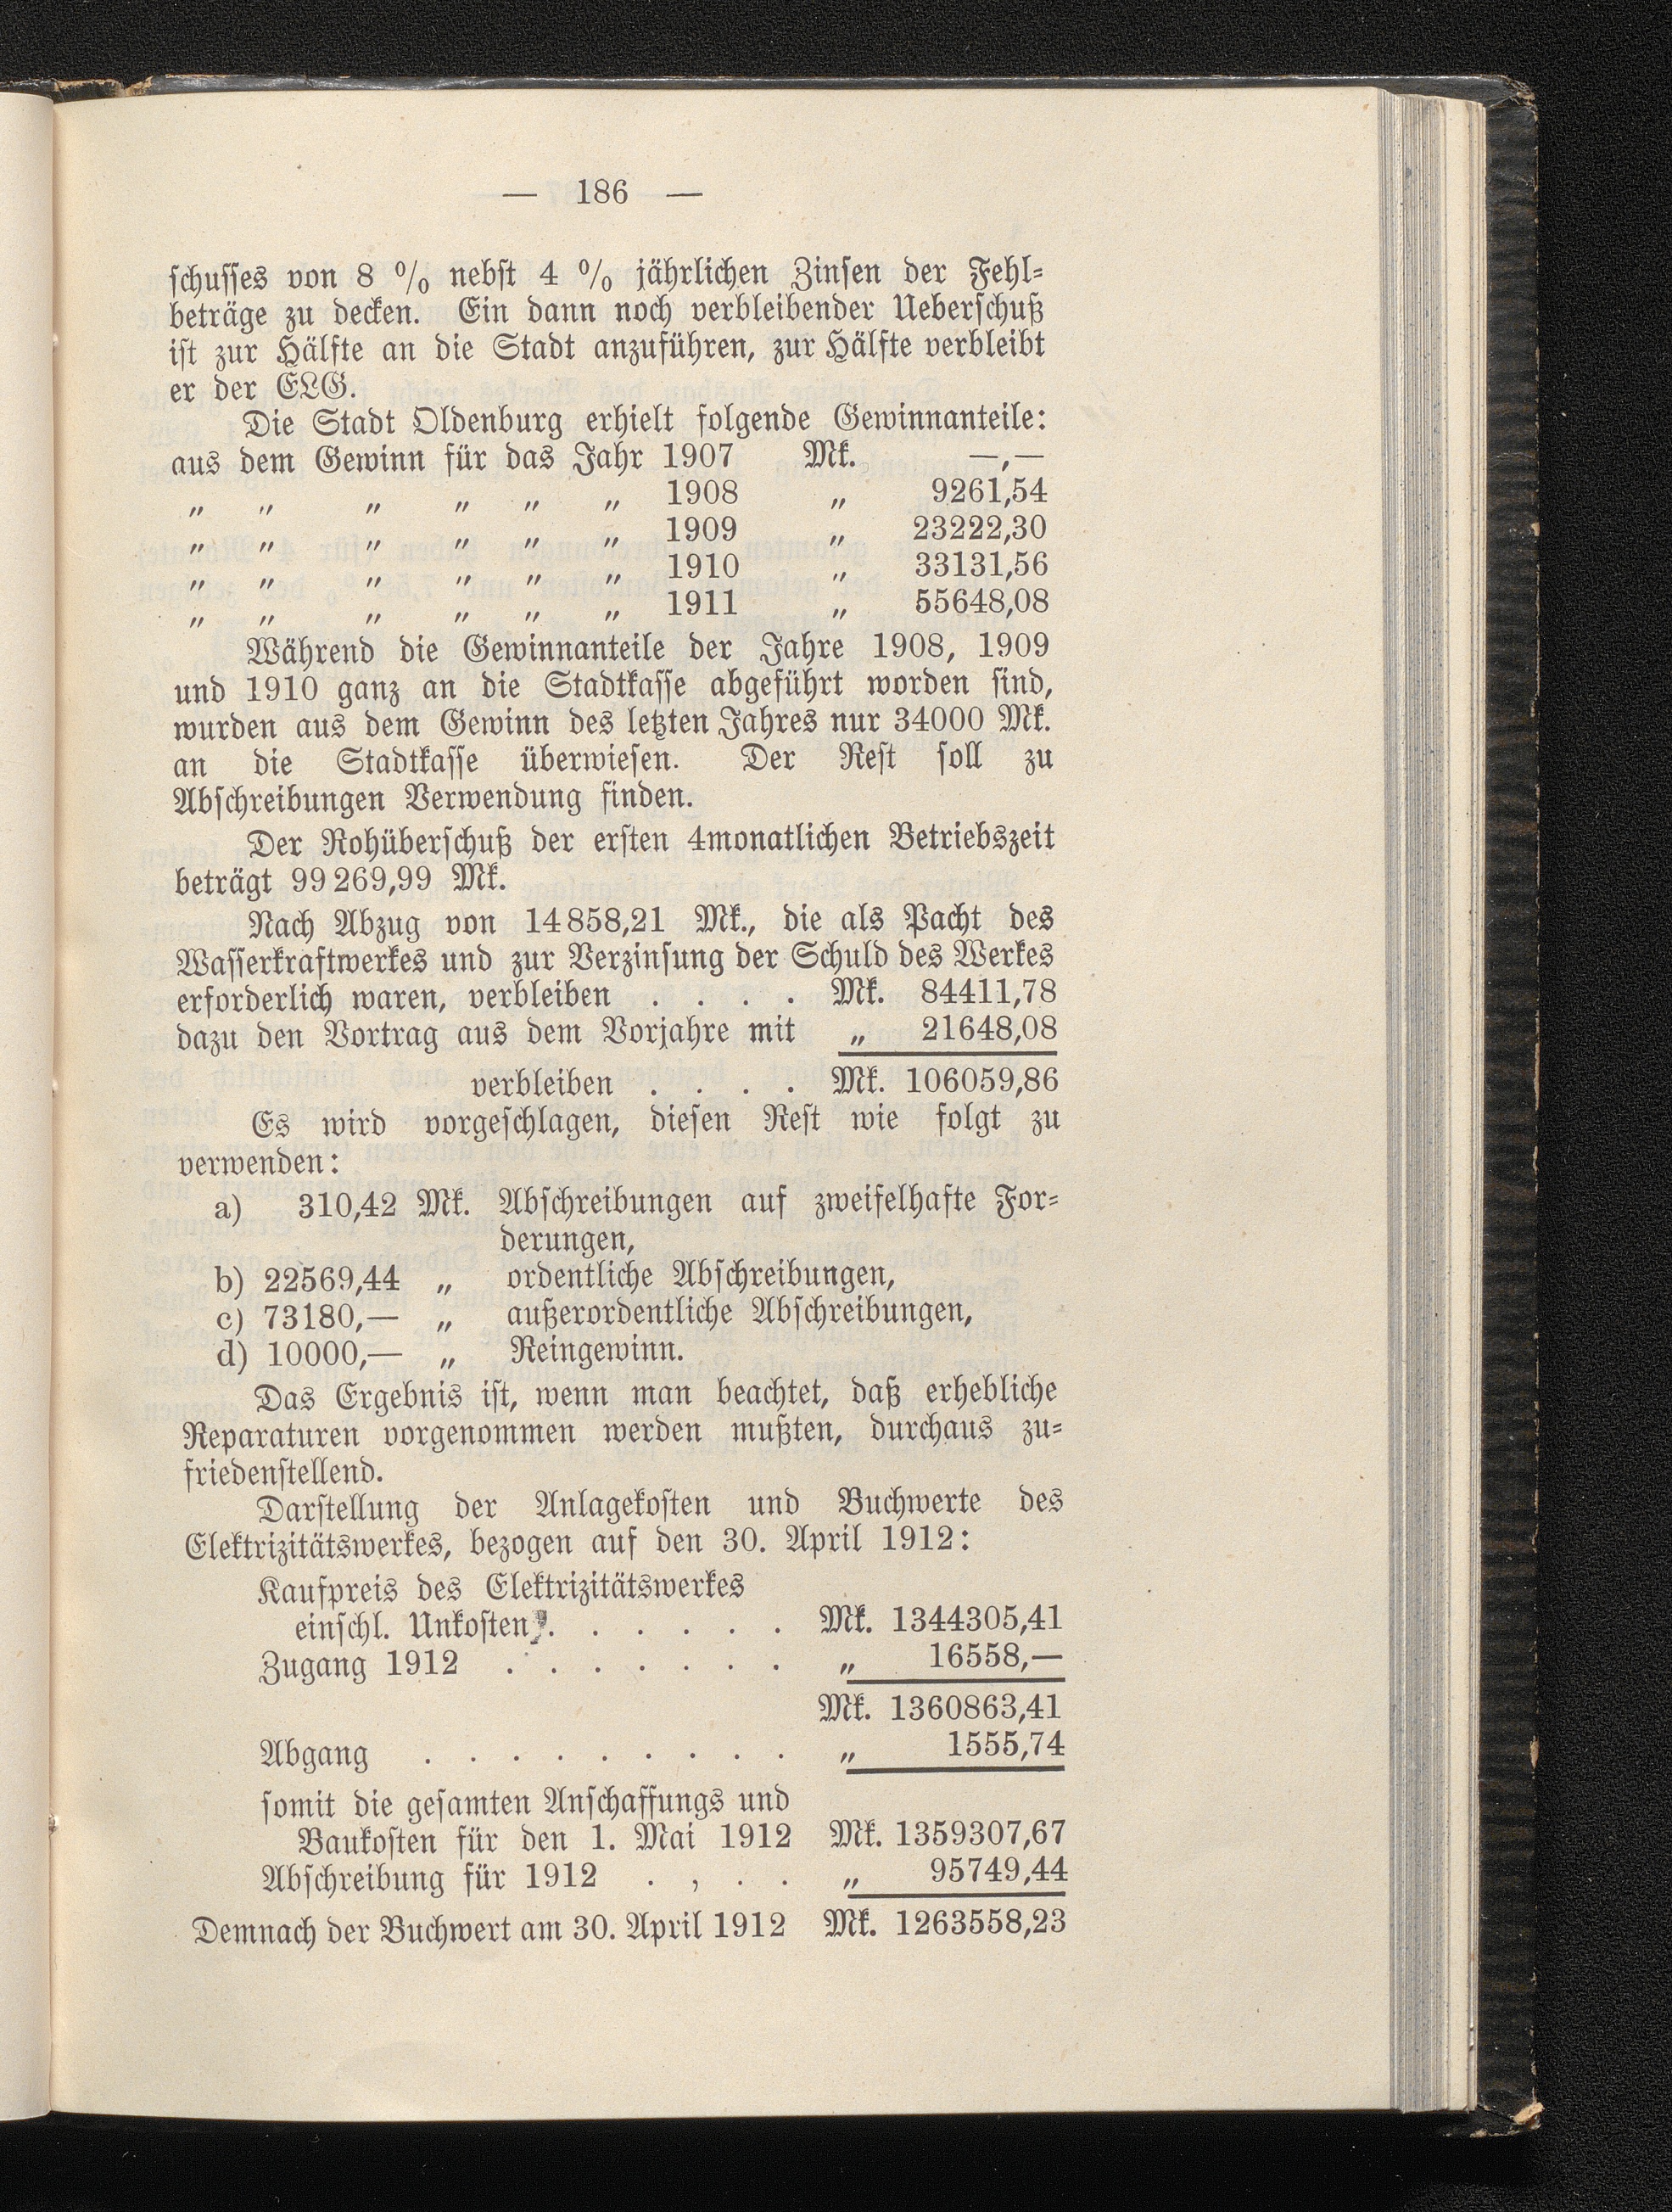 — 186 —
schusses von 8 % nebst 4 % jährlichen Zinsen der Fehl-
beträge zu decken. Ein dann noch verbleibender Ueberschuß
ist zur Hälfte an die Stadt anzuführen, zur Hälfte verbleibt
er der ELG.
Die Stadt Oldenburg erhielt folgende Gewinnanteile:
aus dem Gewinn für das Jahr 1907 Mk. —,—
„ „ „ „ „ „ 1908 „ 9261,54
„ „ „ „ „ „ 1909 „ 23222,30
„ „ „ „ „ „ 1910 „ 33131,56
„ „ „ „ „ „ 1911 „ 55648,08
Während die Gewinnanteile der Jahre 1908, 1909
und 1910 ganz an die Stadtkasse abgeführt worden sind,
wurden aus dem Gewinn des letzten Jahres nur 34000 Mk.
an die Stadtkasse überwiesen. Der Rest soll zu
Abschreibungen Verwendung finden.
Der Rohüberschuß der ersten 4monatlichen Betriebszeit
beträgt 99269,99 Mk.
Nach Abzug von 14858,21 Mk., die als Pacht des
Wasserkraftwerkes und zur Verzinsung der Schuld des Werkes
erforderlich waren, verbleiben . . . . Mk. 84411,78
dazu den Vortrag aus dem Vorjahre mit „ 21648,08
verbleiben . . . . Mk. 106059,86
Es wird vorgeschlagen, diesen Rest wie folgt zu
verwenden:
a) 310,42 Mk. Abschreibungen auf zweifelhafte For-
derungen,
b) 22569,44 „ ordentliche Abschreibungen,
c) 73180,— „ außerordentliche Abschreibungen,
d) 10000,— „ Reingewinn.
Das Ergebnis ist, wenn man beachtet, daß erhebliche
Reparaturen vorgenommen werden mußten, durchaus zu-
friedenstellend.
Darstellung der Anlagekosten und Buchwerte des
Elektrizitätswerkes, bezogen auf den 30. April 1912:
Kaufpreis des Elektrizitätswerkes
einschl. Unkosten . . . . . . Mk. 1344305,41
Zugang 1912 . . . . . . . „ 16558,—
Mk. 1360863,41
Abgang . . . . . . . . . „ 1555,74
somit die gesamten Anschaffungs und
Baukosten für den 1. Mai 1912 Mk. 1359307,67
Abschreibung für 1912 . , . . „ 95749,44
Demnach der Buchwert am 30. April 1912 Mk. 1263558,23